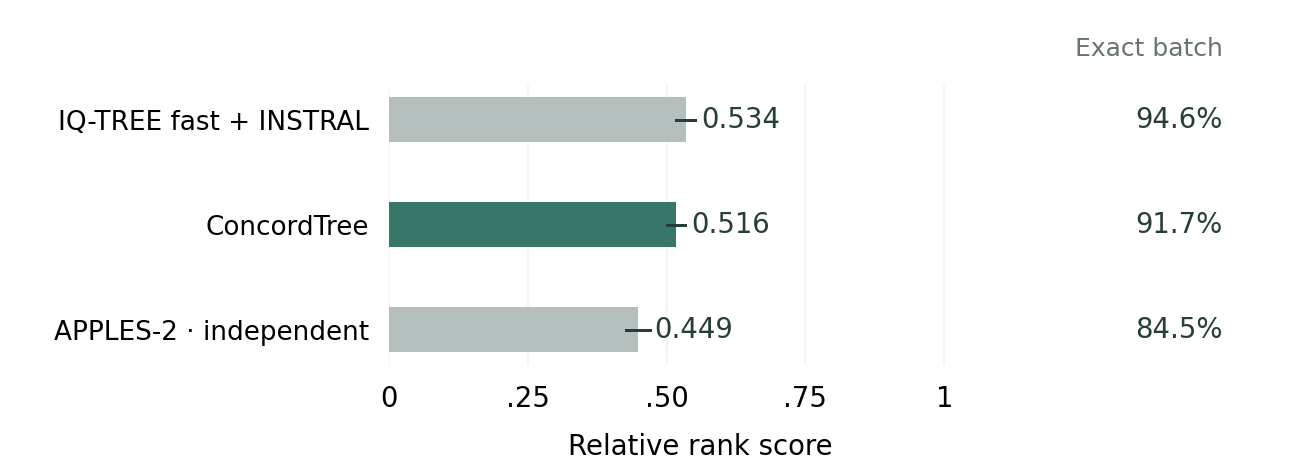 Exact batch
IQ-TREE fast + INSTRAL 0.534 94.6%
ConcordTree 0.516 91.7%
APPLES-2 · independent 0.449 84.5%
0 .25 .50 .75 1
Relative rank score